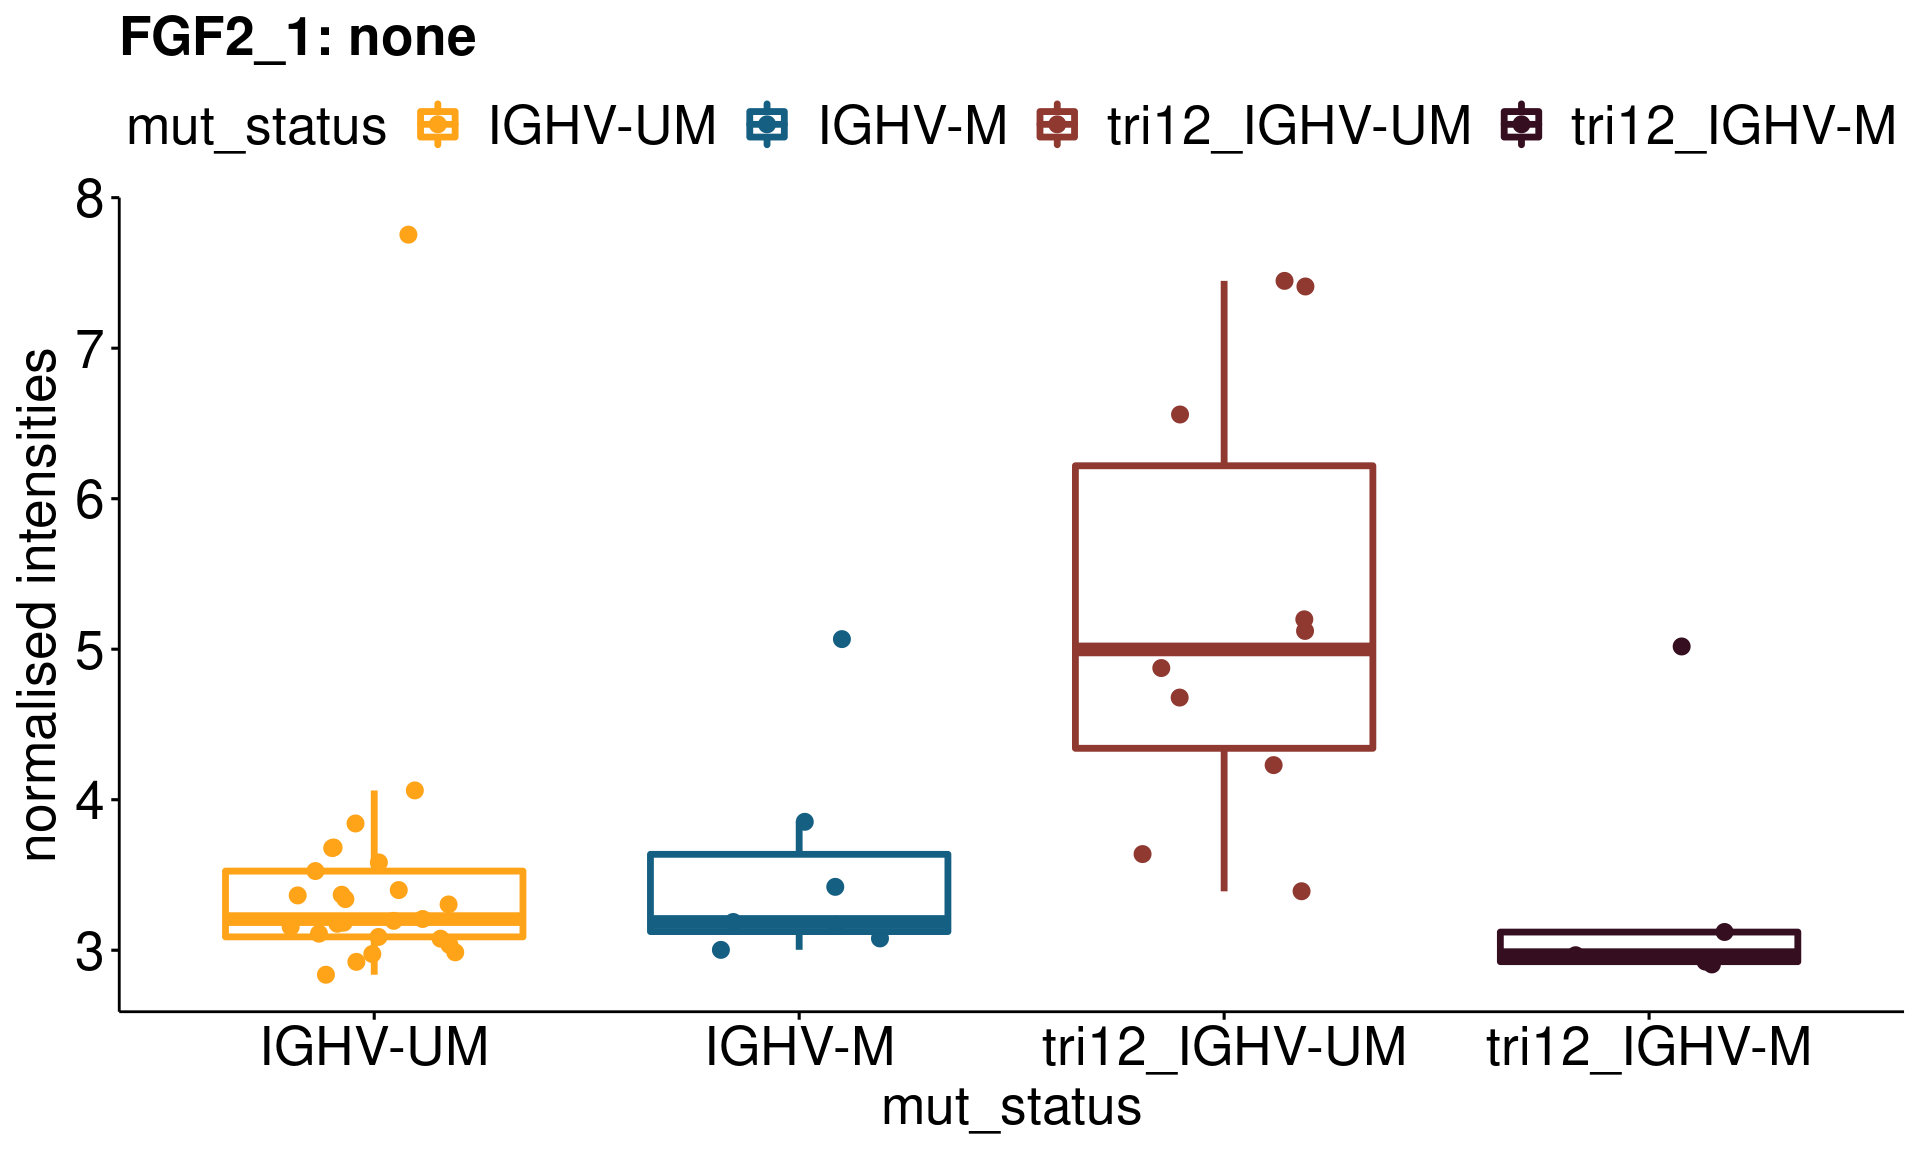 FGF2_1: none
mut_status IGHV-UM IGHV-M tri12_IGHV-UM tri12_IGHV-M
8
7
6
5
4
3
normalised intensities
IGHV-UM IGHV-M tri12_IGHV-UM tri12_IGHV-M
mut_status